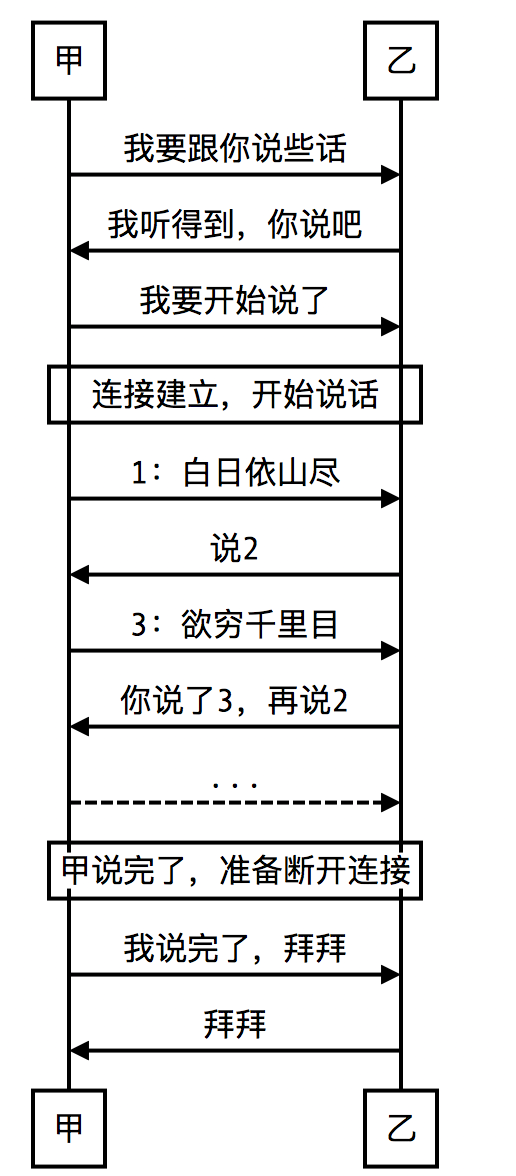 甲 乙
我要跟你说些话
我听得到，你说吧
我要开始说了
连接建立，开始说话
1：白日依山尽
说2
3：欲穷千里目
你说了3，再说2
...
甲说完了，准备断开连接
我说完了，拜拜
拜拜
甲 乙